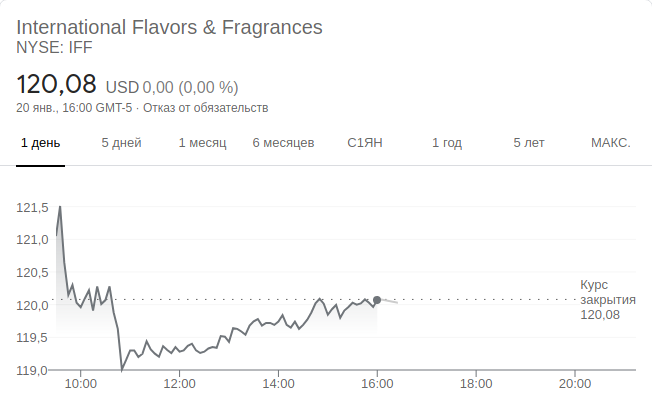 International Flavors & Fragrances
NYSE: IFF
120,08 USD 0,00 (0,00 %)
20 янв., 16:00 GMT-5 · Отказ от обязательств
1 день 5 дней 1 месяц 6 месяцев С1ЯН 1 год 5 лет МАКС.
121,5
121,0
120,5
120,0
119,5
119,0
Курс
закрытия
120,08
10:00 12:00 14:00 16:00 18:00 20:00